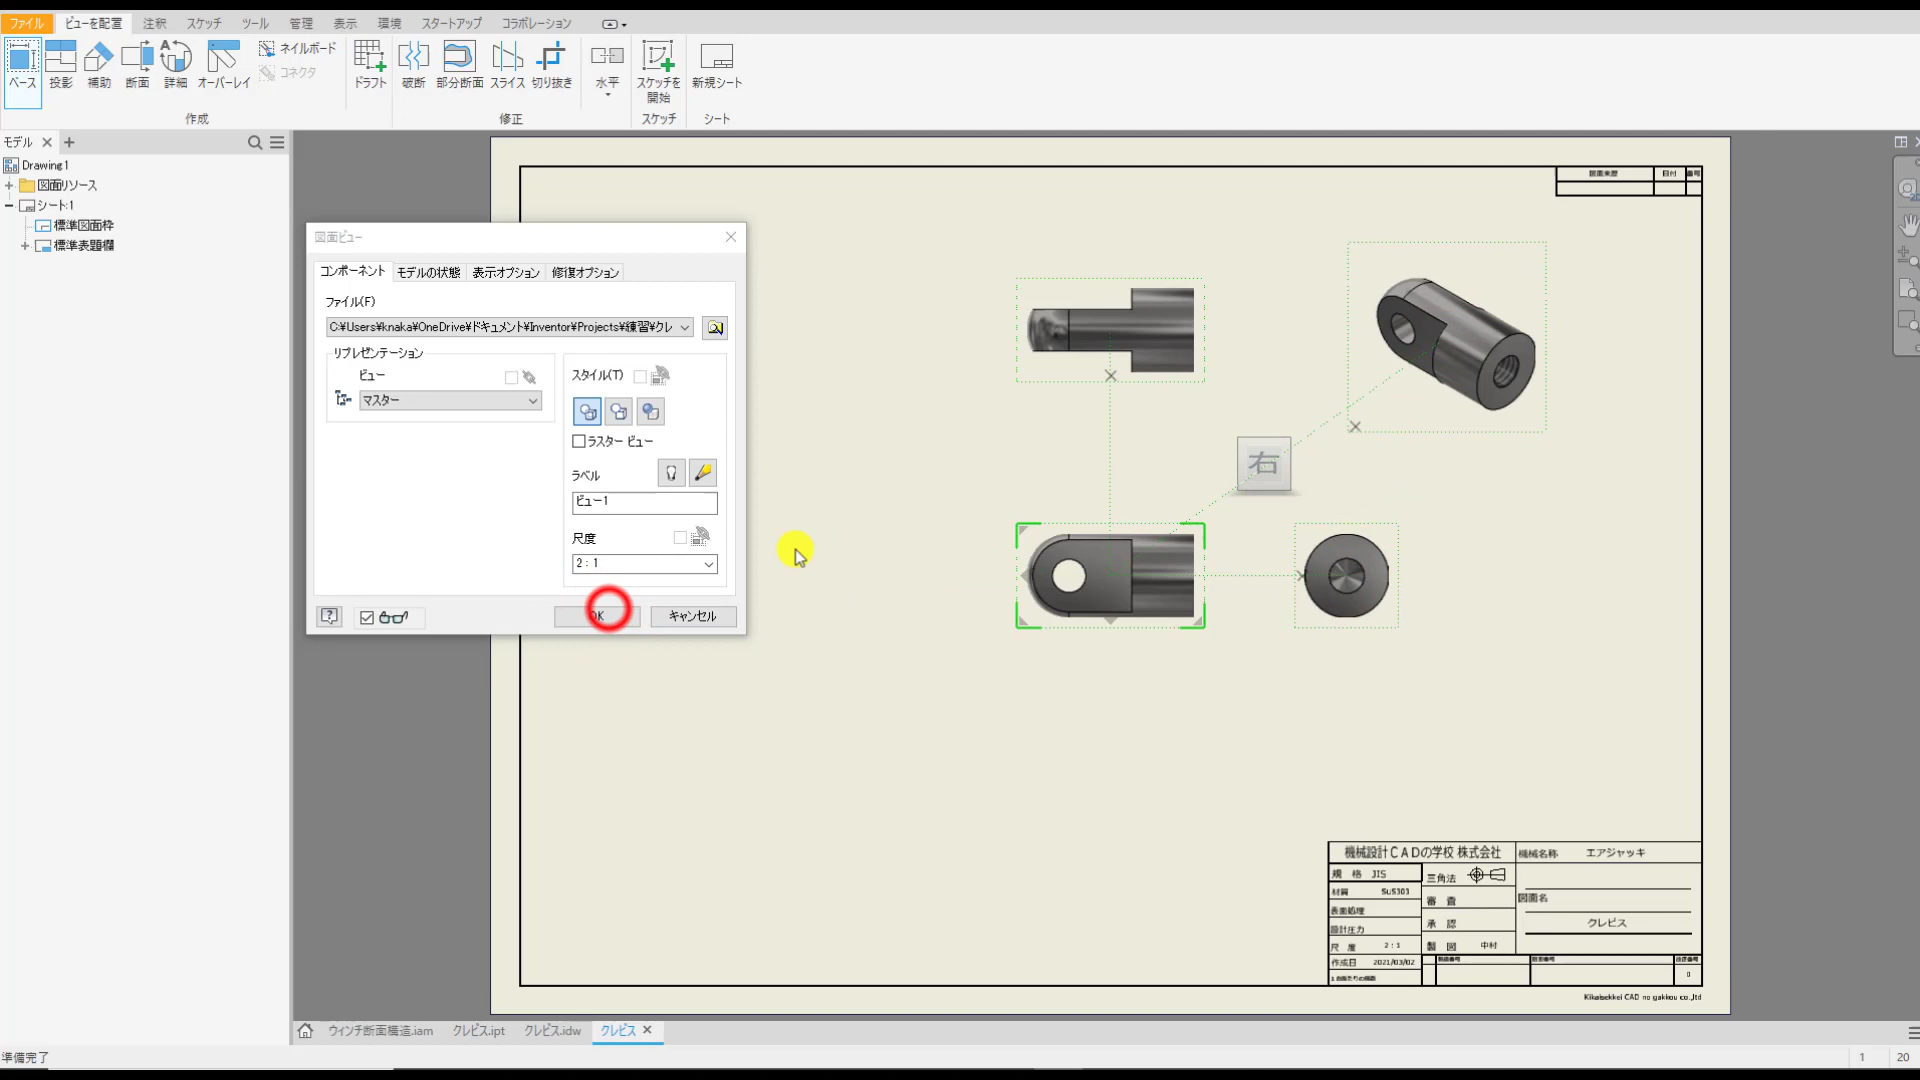 ファイル ビューを配置 注釈 スケッチ ツール 管理 表示 環境 スタートアップ コラボレーション
ベース 投影 補助 断面 詳細 オーバーレイ ネイルボード コネクタ ドラフト 破断 部分断面 スライス 切り抜き 水平 スケッチを開始 新規シート
作成 修正 スケッチ シート
モデル
Drawing1
図面リソース
シート:1
標準図面枠
標準表題欄
図面ビュー
コンポーネント モデルの状態 表示オプション 修復オプション
ファイル(F)
C:¥Users¥knaka¥OneDrive¥ドキュメント¥Inventor¥Projects¥練習¥クレ
リプレゼンテーション
ビュー
マスター
スタイル(T)
ラスター ビュー
ラベル
ビュー1
尺度
2 : 1
OK キャンセル
図面来歴 日付 番号
右
機械設計CADの学校 株式会社 機械名称 エアジャッキ
規 格 JIS 三角法
材質 SUS303 審 査 図面名
表面処理
設計圧力 承 認 クレビス
尺 度 2:1 製 図 中村
作成日 2021/03/02
0
Kikaisekkei CAD no gakkou co.,ltd
ウインチ断面構造.iam クレビス.ipt クレビス.idw クレビス
準備完了 1 20